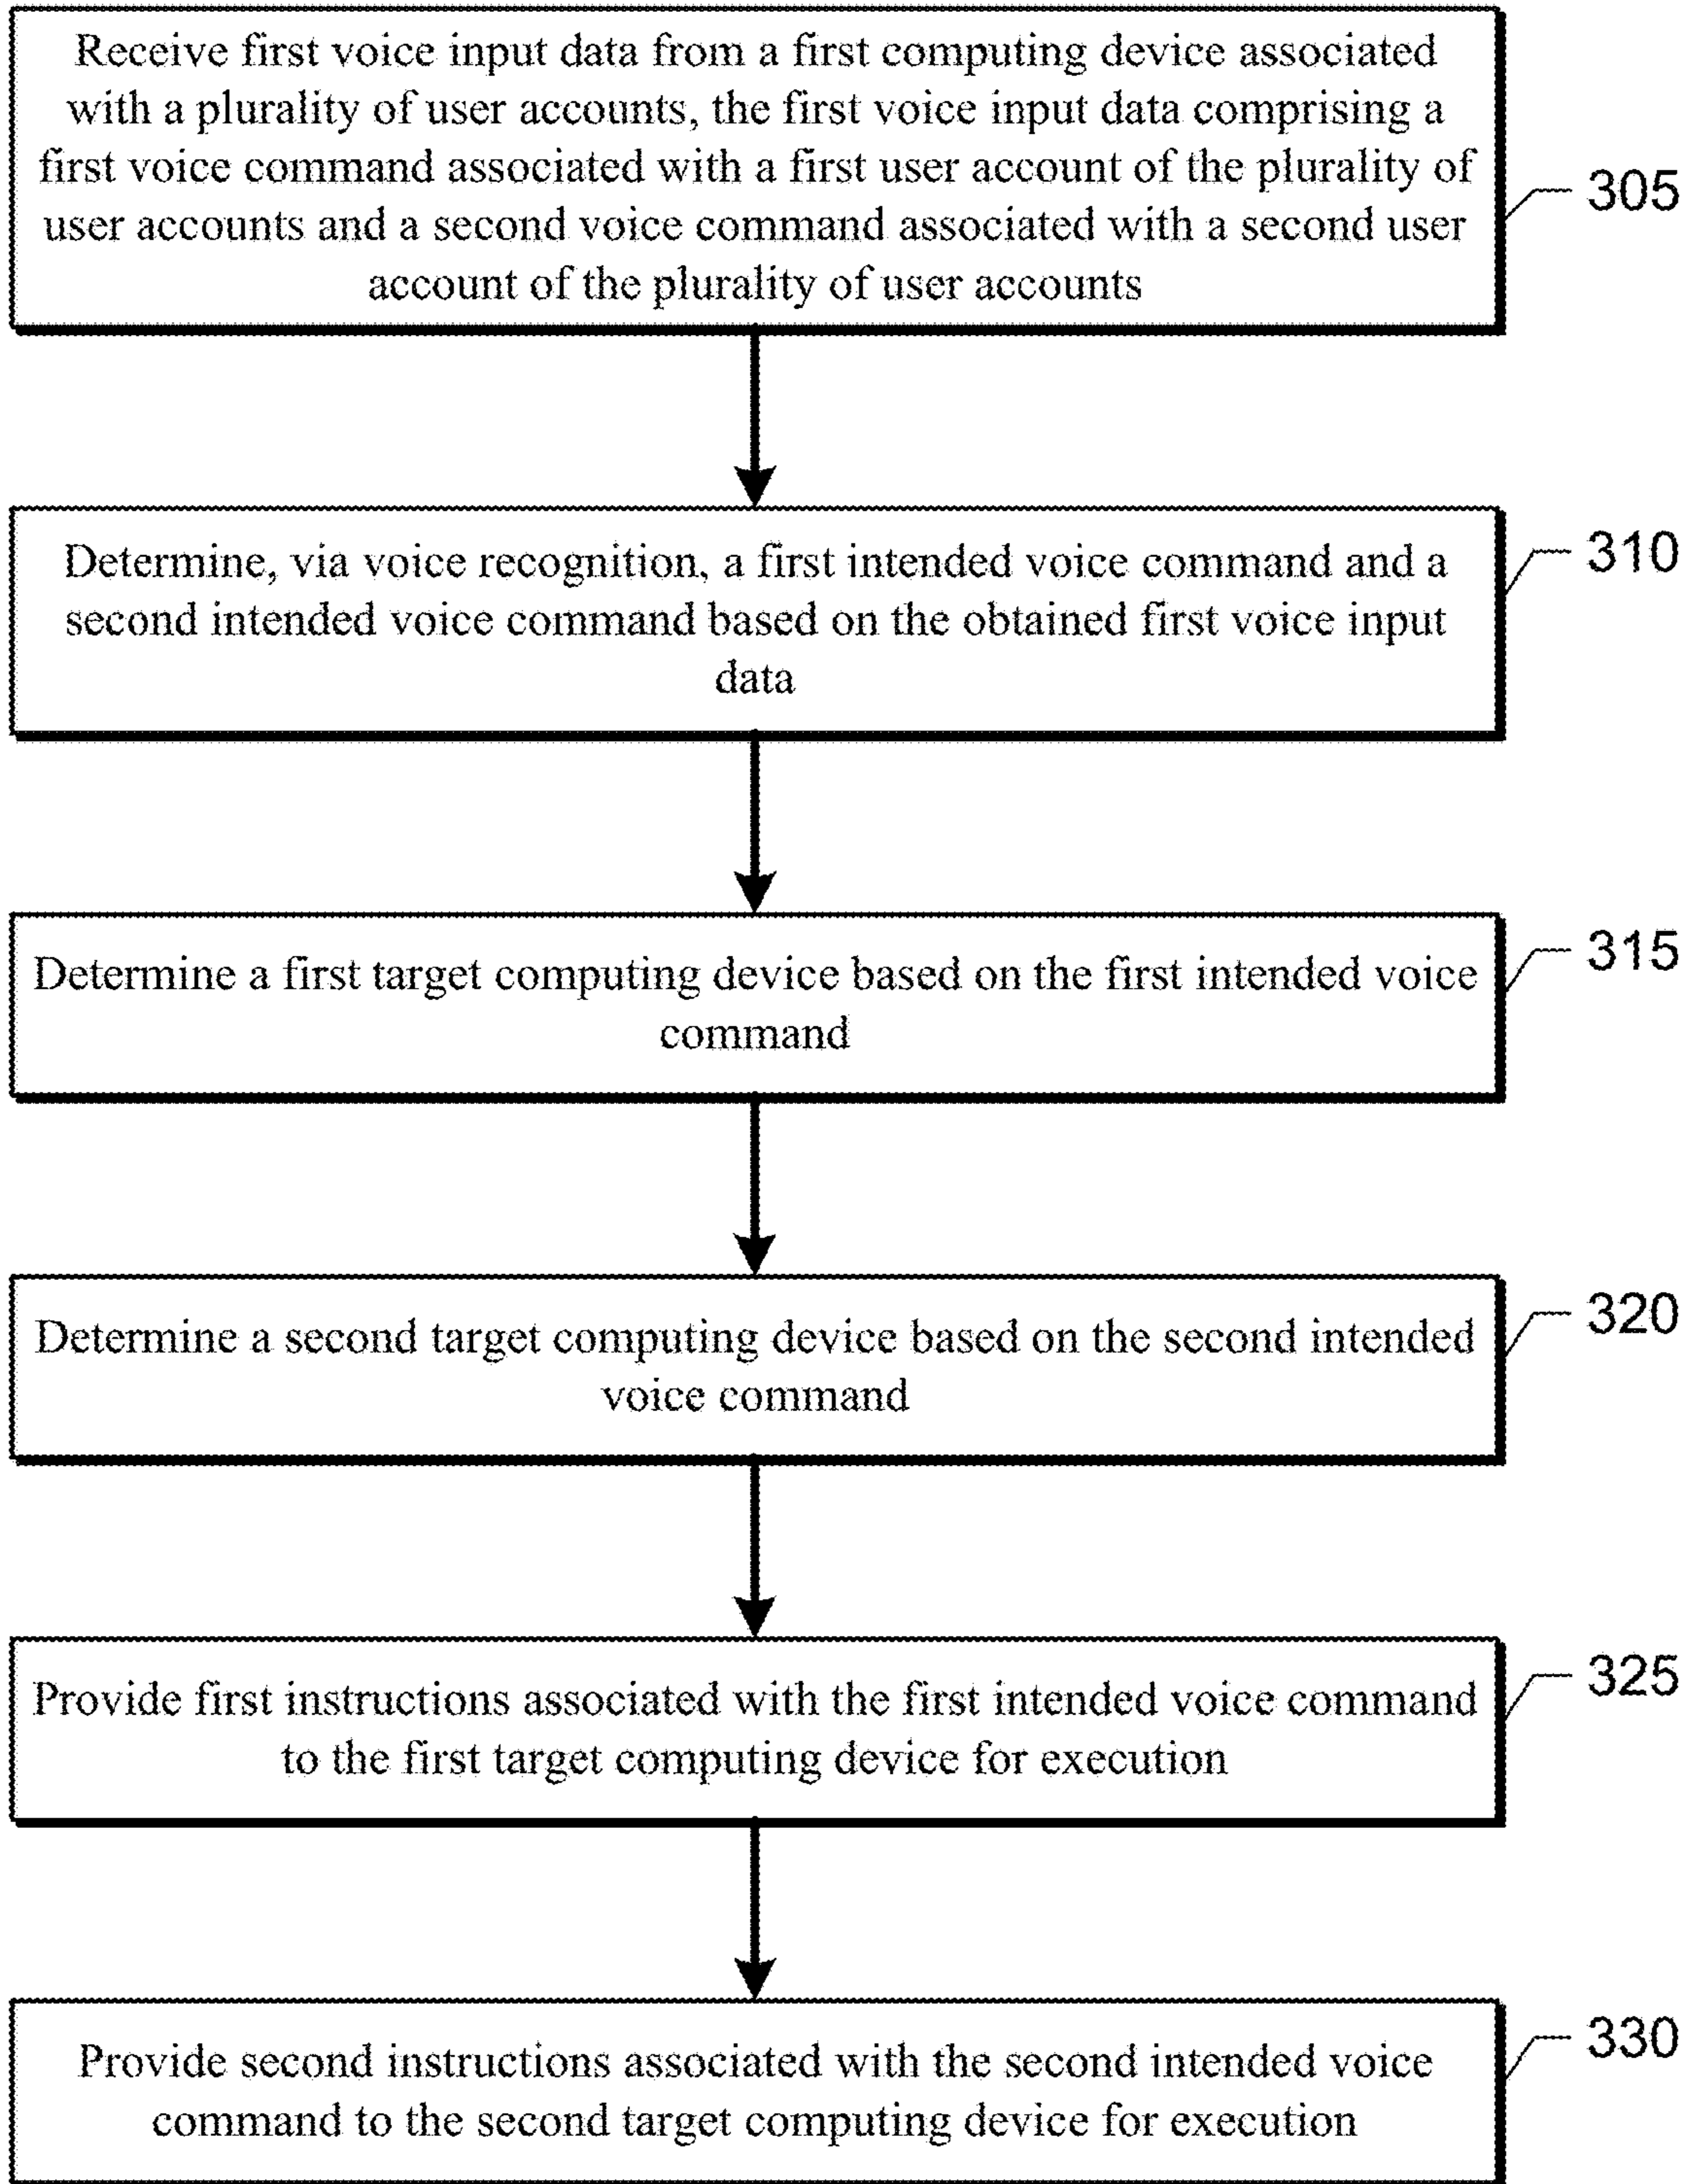 Receive first voice input data from a first computing device associated
with a plurality of user accounts, the first voice input data comprising a
first voice command associated with a first user account of the plurality of
user accounts and a second voice command associated with a second user
account of the plurality of user accounts
305
Determine, via voice recognition, a first intended voice command and a
second intended voice command based on the obtained first voice input
data
310
Determine a first target computing device based on the first intended voice
command
315
Determine a second target computing device based on the second intended
voice command
320
Provide first instructions associated with the first intended voice command
to the first target computing device for execution
325
Provide second instructions associated with the second intended voice
command to the second target computing device for execution
330